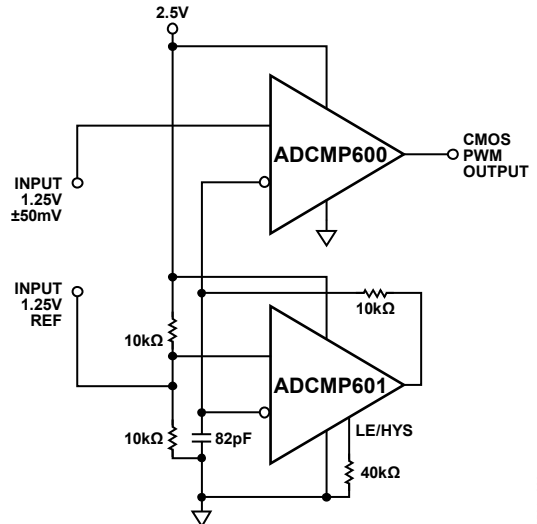 2.5V
ADCMP600
CMOS
PWM
OUTPUT
INPUT
1.25V
±50mV
INPUT
1.25V
REF
10kΩ
10kΩ
ADCMP601
10kΩ
82pF
LE/HYS
40kΩ